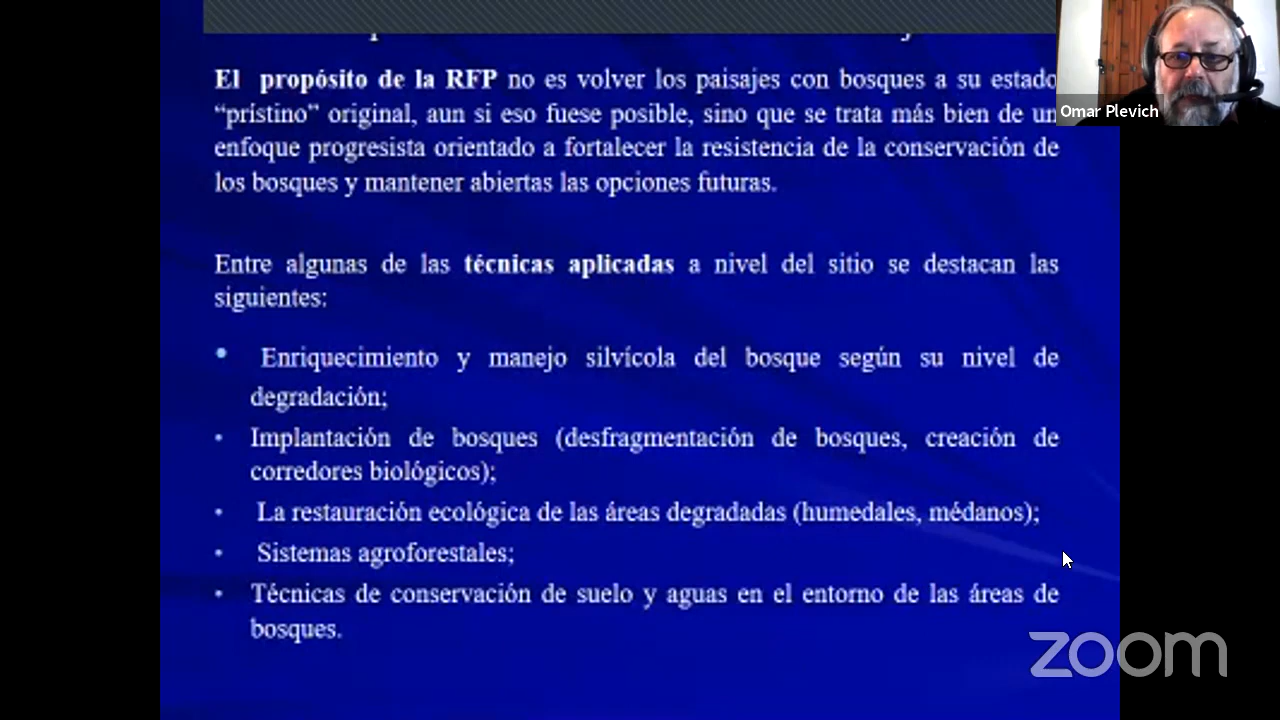 El propósito de la RFP no es volver los paisajes con bosques a su estado
“prístino” original, aun si eso fuese posible, sino que se trata más bien de un
enfoque progresista orientado a fortalecer la resistencia de la conservación de
los bosques y mantener abiertas las opciones futuras.
Omar Plevich
Entre algunas de las técnicas aplicadas a nivel del sitio se destacan las
siguientes:
• Enriquecimiento y manejo silvícola del bosque según su nivel de
degradación;
• Implantación de bosques (desfragmentación de bosques, creación de
corredores biológicos);
• La restauración ecológica de las áreas degradadas (humedales, médanos);
• Sistemas agroforestales;
• Técnicas de conservación de suelo y aguas en el entorno de las áreas de
bosques.
zoom